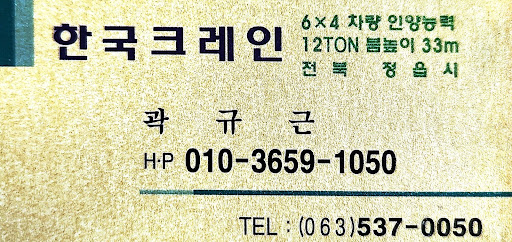 한국크레인
6×4 차량 인양능력
12TON 붐높이 33m
전북 정읍시
곽규근
H·P 010-3659-1050
TEL : (063)537-0050